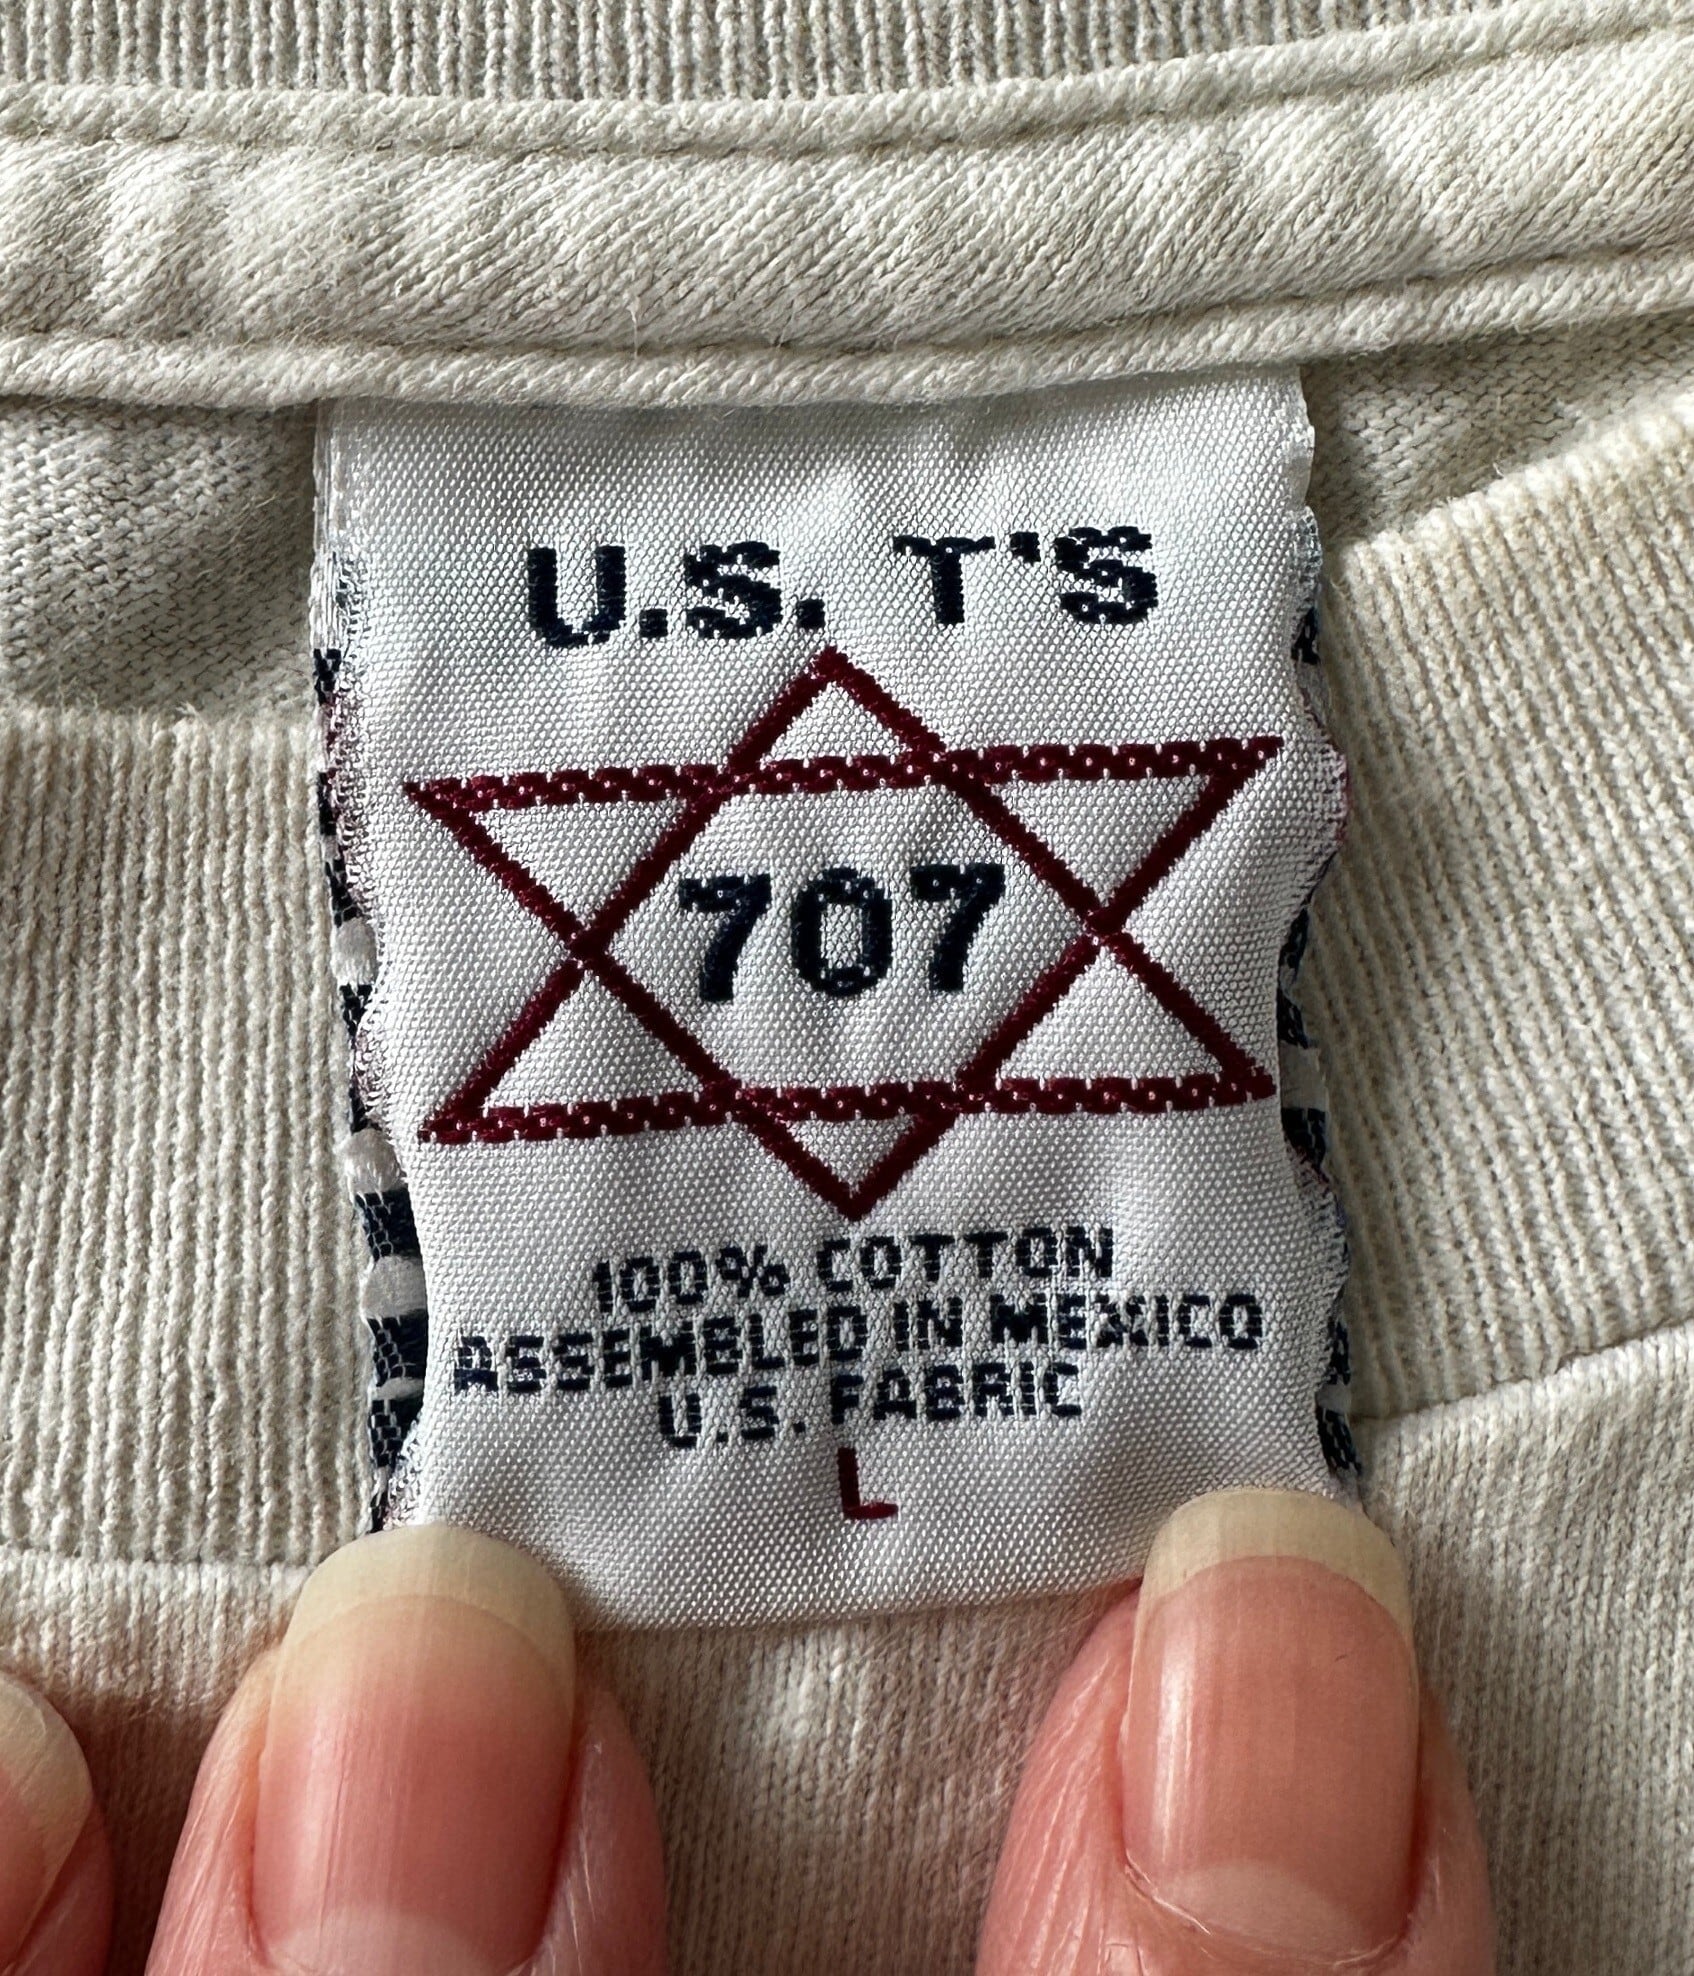 U.S. T'S
707
100% COTTON
ASSEMBLED IN MEXICO
U.S. FABRIC
L